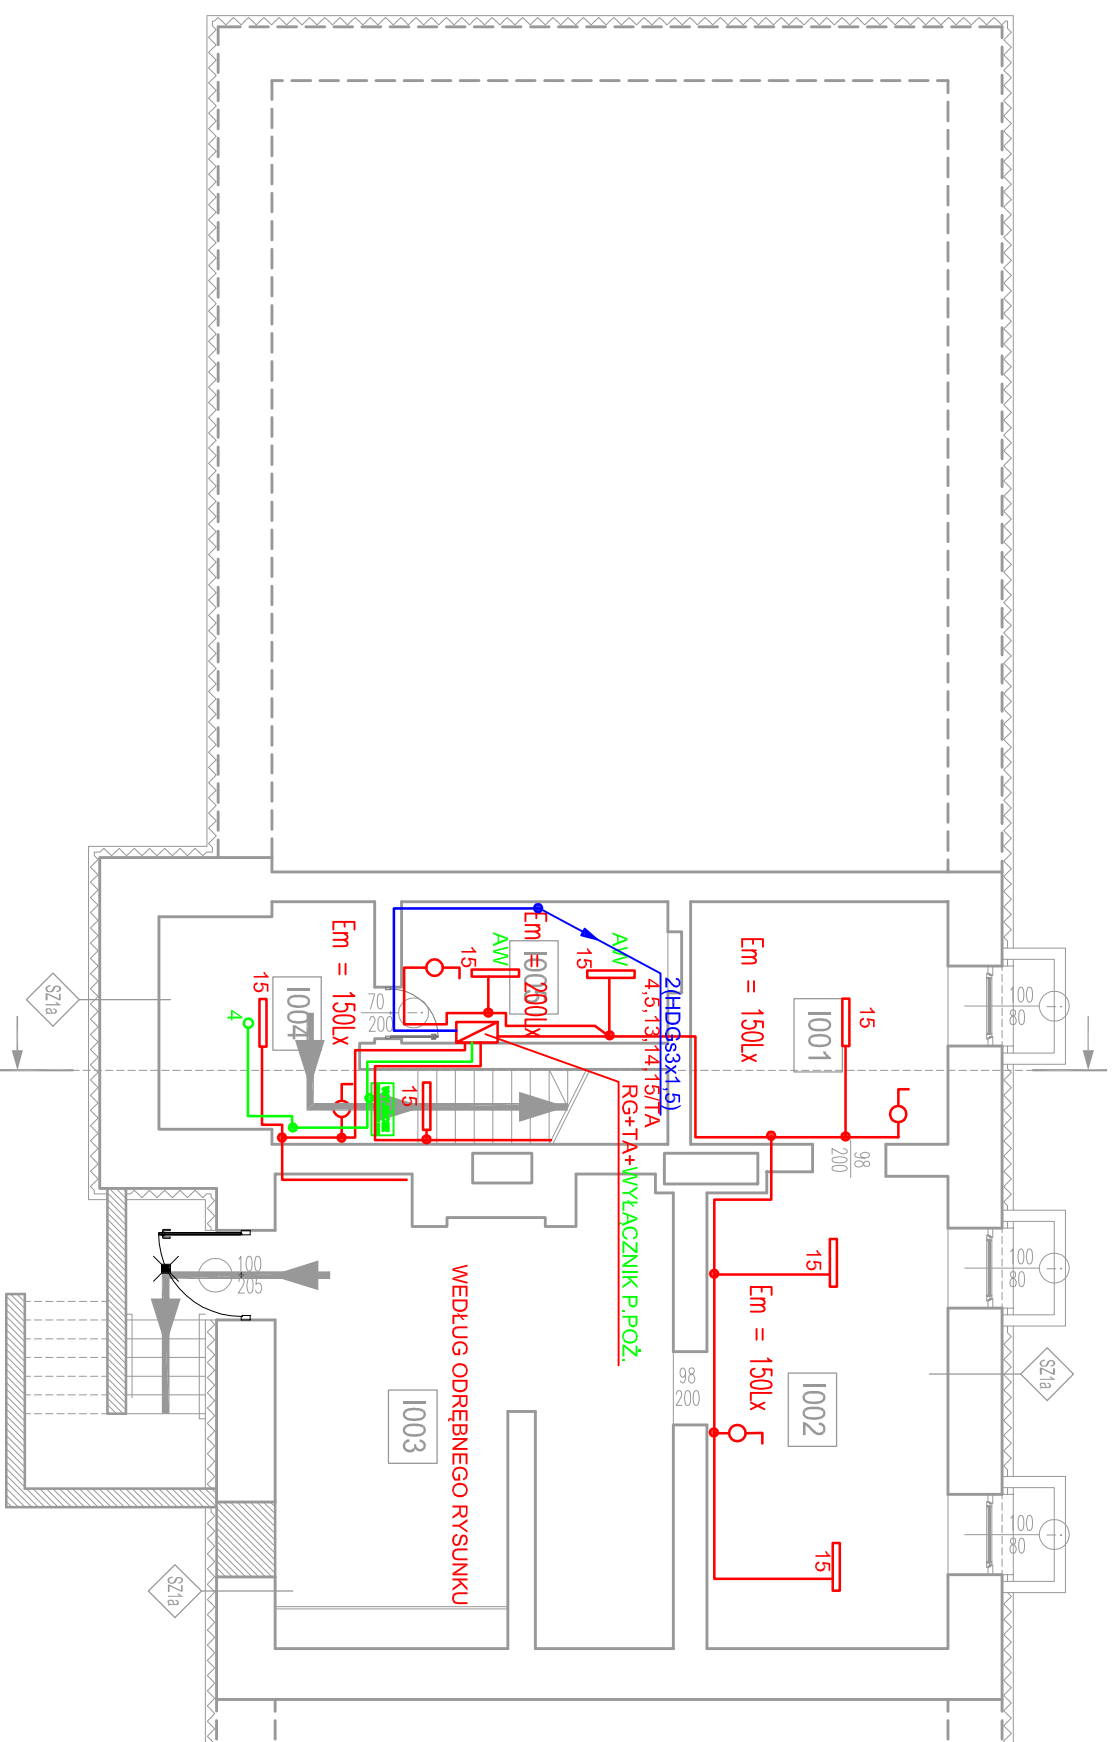 SZ1a
100
80
Em = 150Lx
I001
15
98
200
2(HDGs3x1,5)
4,5,13,14,15/TA
RG+TA+WYŁĄCZNIK P.POŻ.
AW
15
Em = 200Lx
AW
15
70
200
Em = 150Lx
I004
15
4
15
100
80
15
Em = 150Lx
I002
15
98
200
SZ1a
100
80
100
205
I003
WEDŁUG ODRĘBNEGO RYSUNKU
SZ1a